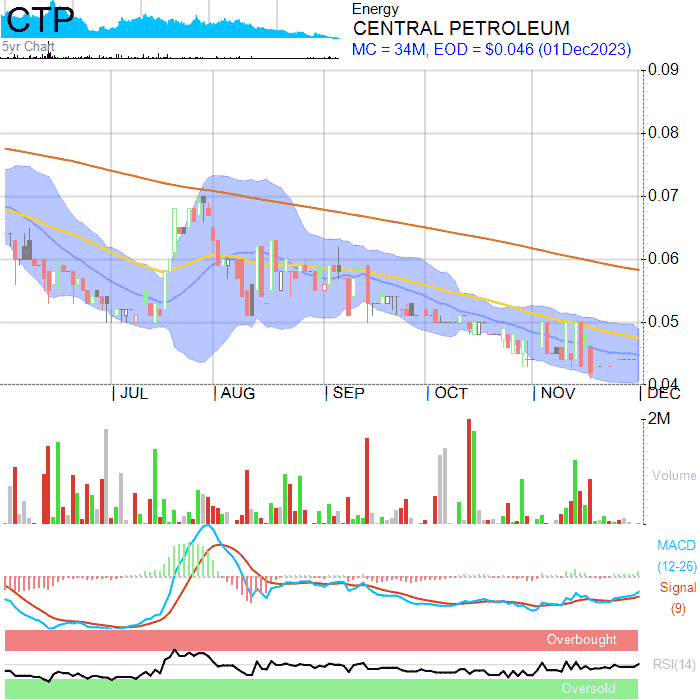 CTP
5yr Chart
Energy
CENTRAL PETROLEUM
MC = 34M, EOD = $0.046 (01Dec2023)
0.09
0.08
0.07
0.06
0.05
0.04
JUL AUG SEP OCT NOV DEC
2M
Volume
MACD
(12-26)
Signal
(9)
Overbought
RSI(14)
Oversold